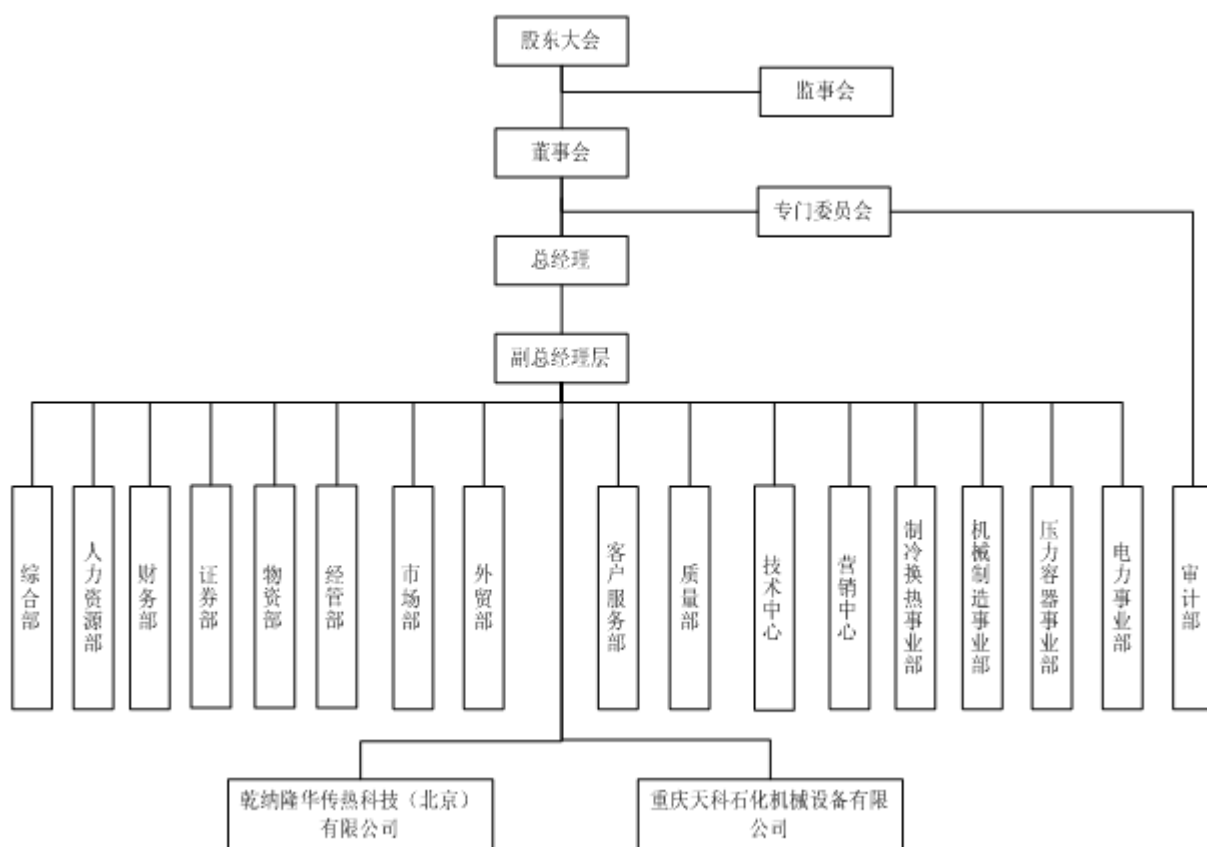 股东大会
监事会
董事会
专门委员会
总经理
副总经理层
综合部
人力资源部
财务部
证券部
物资部
经管部
市场部
外贸部
客户服务部
质量部
技术中心
营销中心
制冷换热事业部
机械制造事业部
压力容器事业部
电力事业部
审计部
乾纳隆华传热科技（北京）
有限公司
重庆天科石化机械设备有限
公司